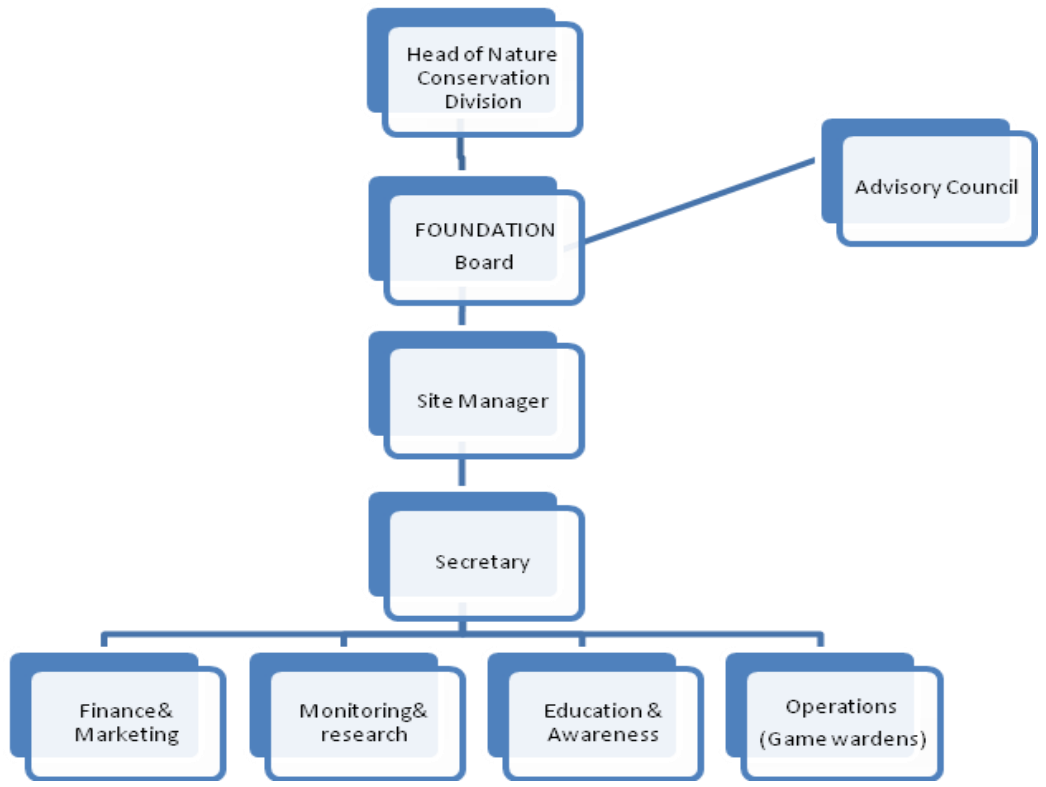 Head of Nature
Conservation
Division
Advisory Council
FOUNDATION
Board
Site Manager
Secretary
Finance&
Marketing
Monitoring&
research
Education &
Awareness
Operations
(Game wardens)